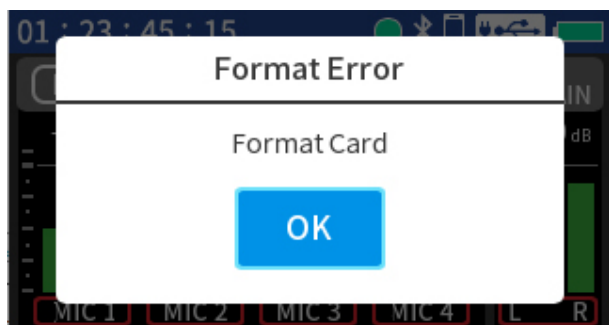 01 : 23 : 45 : 15
Format Error
IN
Format Card
dB
OK
MIC 1 MIC 2 MIC 3 MIC 4 L R